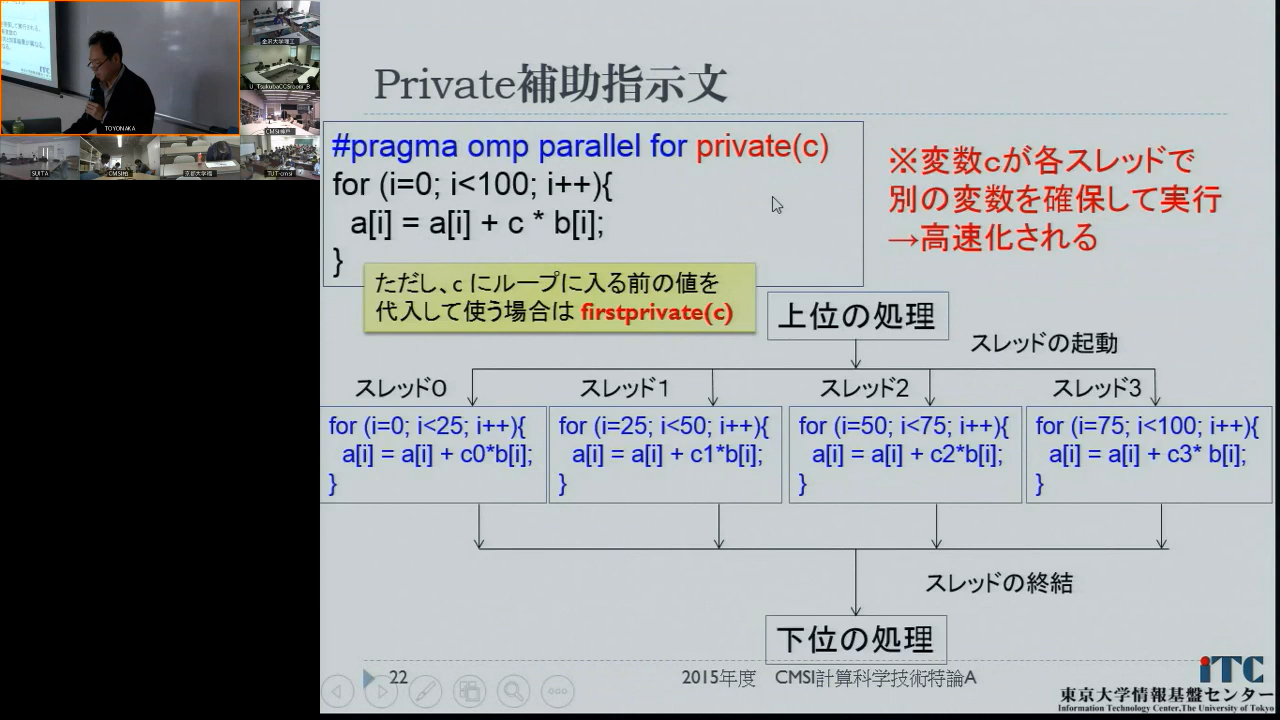 Private補助指示文
#pragma omp parallel for private(c)
for (i=0; i<100; i++){
a[i] = a[i] + c * b[i];
}
※変数cが各スレッドで
別の変数を確保して実行
→高速化される
ただし、c にループに入る前の値を
代入して使う場合は firstprivate(c)
上位の処理
スレッドの起動
スレッド0
スレッド1
スレッド2
スレッド3
for (i=0; i<25; i++){
a[i] = a[i] + c0*b[i];
}
for (i=25; i<50; i++){
a[i] = a[i] + c1*b[i];
}
for (i=50; i<75; i++){
a[i] = a[i] + c2*b[i];
}
for (i=75; i<100; i++){
a[i] = a[i] + c3* b[i];
}
スレッドの終結
下位の処理
22
2015年度 CMSI計算科学技術特論A
iTC
東京大学情報基盤センター
Information Technology Center,The University of Tokyo
TOYONAKA
金沢大学理工
U_TsukubaCCSroom_B
CMSI神戸
SUITA
CMSI柏
TUT-cmsi